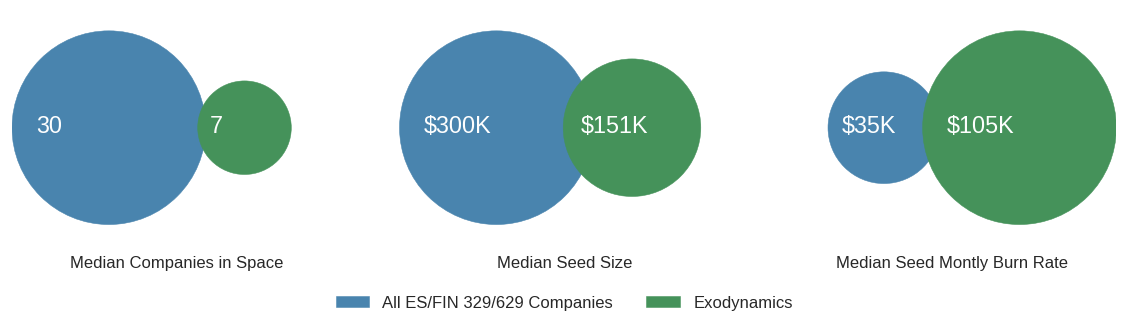 30
7
$300K
$151K
$35K
$105K
Median Companies in Space
Median Seed Size
Median Seed Montly Burn Rate
All ES/FIN 329/629 Companies
Exodynamics